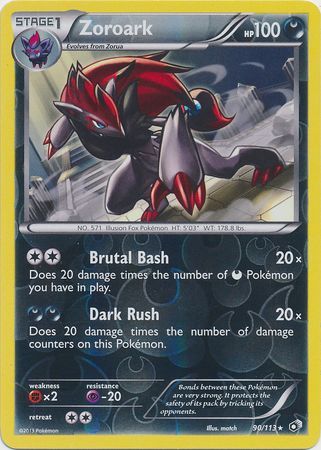 STAGE1
Zoroark
HP100
Evolves from Zorua
NO. 571 Illusion Fox Pokémon HT: 5'03" WT: 178.8 lbs.
Brutal Bash 20×
Does 20 damage times the number of Pokémon
you have in play.
Dark Rush 20×
Does 20 damage times the number of damage
counters on this Pokémon.
weakness
×2
resistance
-20
retreat
Bonds between these Pokémon
are very strong. It protects the
safety of its pack by tricking its
opponents.
©2013 Pokémon
Illus. match
90/113★